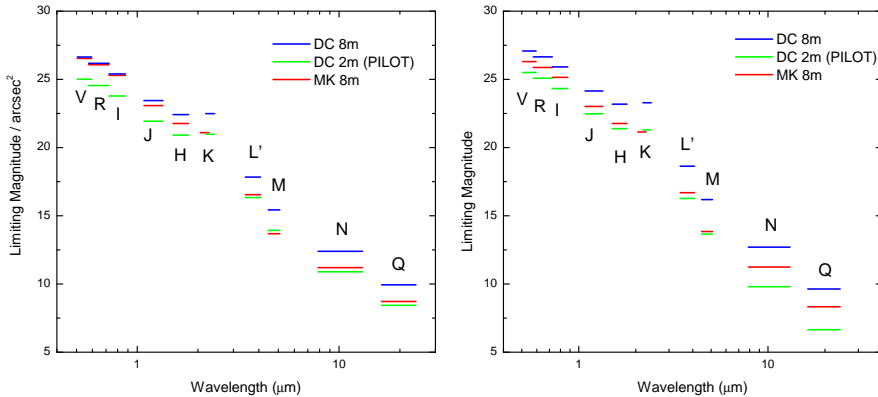 30
25
20
15
10
5
Limiting Magnitude / arcsec²
DC 8m
DC 2m (PILOT)
MK 8m
V
R
I
J
H
K
L'
M
N
Q
1
10
Wavelength (μm)
30
25
20
15
10
5
Limiting Magnitude
DC 8m
DC 2m (PILOT)
MK 8m
V
R
I
J
H
K
L'
M
N
Q
1
10
Wavelength (μm)